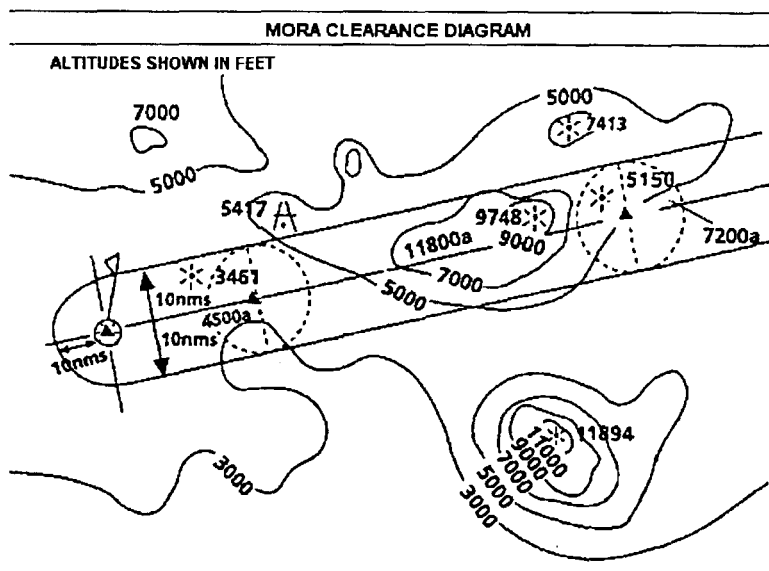 MORA CLEARANCE DIAGRAM
ALTITUDES SHOWN IN FEET
7000
5000
7413
5000
5150
5417
9748
11800a
9000
7200a
7000
3461
5000
10nms
4500a
10nms
10nms
11894
11000
9000
7000
5000
3000
3000